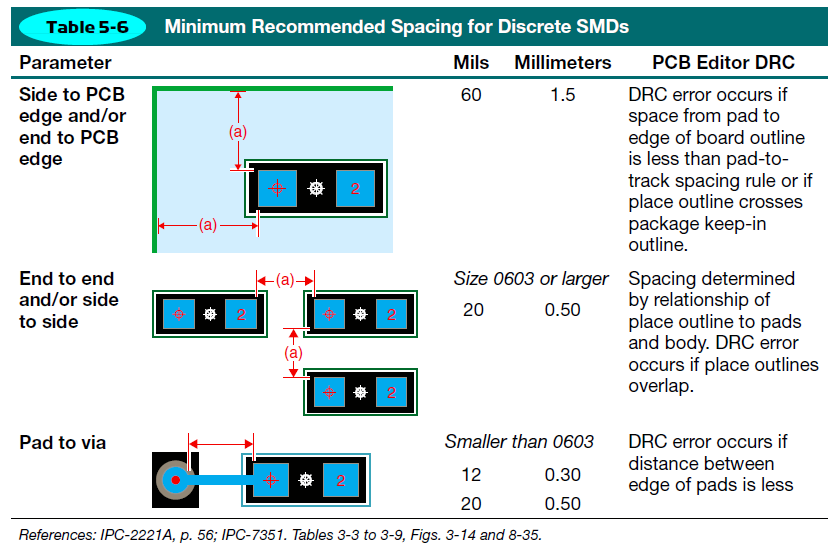 Table 5-6 Minimum Recommended Spacing for Discrete SMDs
Parameter Mils Millimeters PCB Editor DRC
Side to PCB
edge and/or
end to PCB
edge
(a)
(a)
2
60 1.5
DRC error occurs if
space from pad to
edge of board outline
is less than pad-to-
track spacing rule or if
place outline crosses
package keep-in
outline.
End to end
and/or side
to side
(a)
2
2
(a)
2
Size 0603 or larger
20 0.50
Spacing determined
by relationship of
place outline to pads
and body. DRC error
occurs if place outlines
overlap.
Pad to via
2
Smaller than 0603
12 0.30
20 0.50
DRC error occurs if
distance between
edge of pads is less
References: IPC-2221A, p. 56; IPC-7351. Tables 3-3 to 3-9, Figs. 3-14 and 8-35.